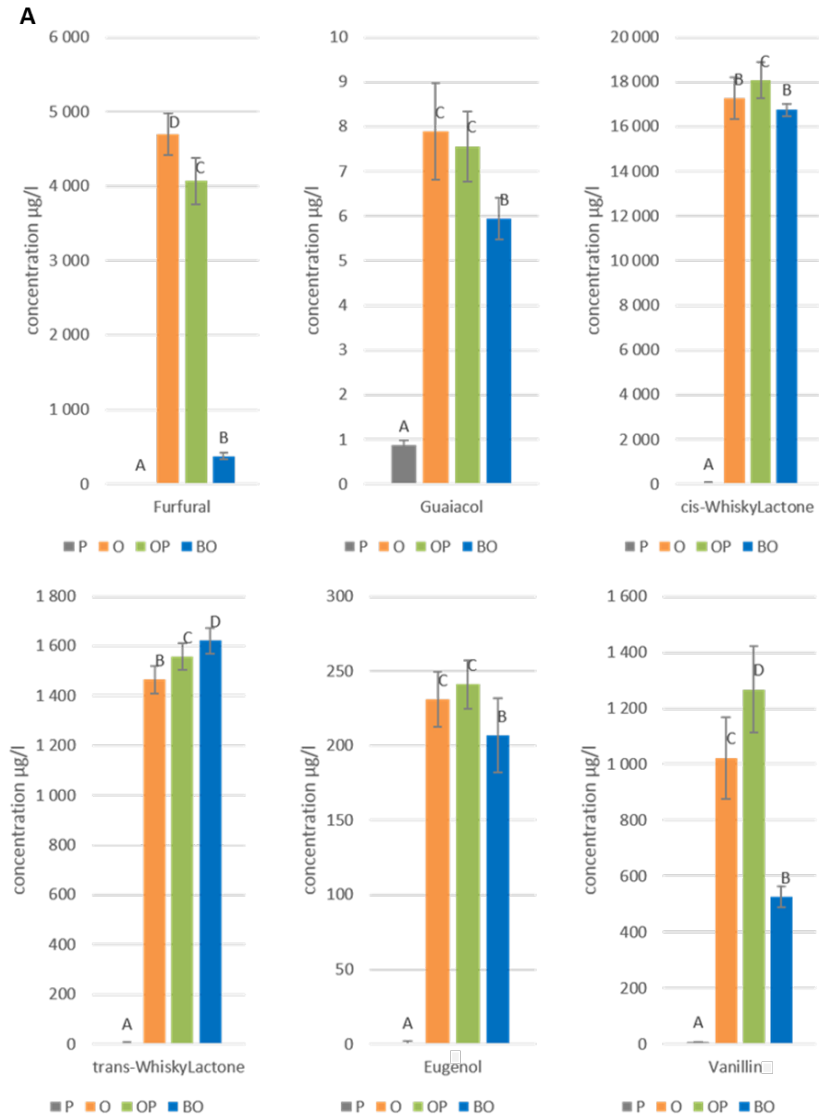 A
6 000
5 000
4 000
3 000
2 000
1 000
0
concentration µg/l
A
D
C
B
Furfural
P O OP BO
10
9
8
7
6
5
4
3
2
1
0
concentration µg/l
A
C
C
B
Guaiacol
P O OP BO
20 000
18 000
16 000
14 000
12 000
10 000
8 000
6 000
4 000
2 000
0
concentration µg/l
A
B
C
B
cis-WhiskyLactone
P O OP BO
1 800
1 600
1 400
1 200
1 000
800
600
400
200
0
concentration µg/l
A
B
C
D
trans-WhiskyLactone
P O OP BO
300
250
200
150
100
50
0
concentration µg/l
A
C
C
B
Eugenol
P O OP BO
1 600
1 400
1 200
1 000
800
600
400
200
0
concentration µg/l
A
C
D
B
Vanillin
P O OP BO